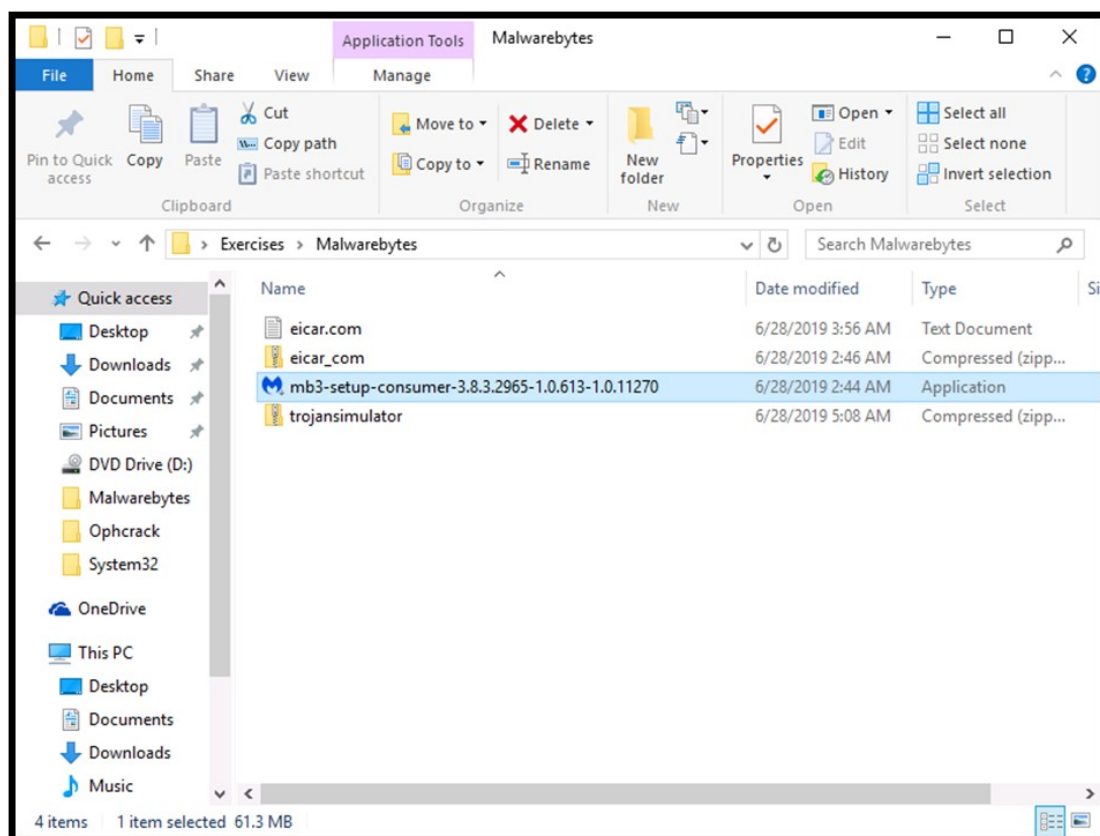 Application Tools Malwarebytes
File Home Share View Manage
Pin to Quick access
Copy
Paste
Cut
Copy path
Paste shortcut
Clipboard
Move to
Copy to
Delete
Rename
Organize
New folder
New
Properties
Open
Edit
History
Open
Select all
Select none
Invert selection
Select
Exercises > Malwarebytes
Search Malwarebytes
Quick access
Desktop
Downloads
Documents
Pictures
DVD Drive (D:)
Malwarebytes
Ophcrack
System32
OneDrive
This PC
Desktop
Documents
Downloads
Music
Name Date modified Type Si
eicar.com 6/28/2019 3:56 AM Text Document
eicar_com 6/28/2019 2:46 AM Compressed (zipp...
mb3-setup-consumer-3.8.3.2965-1.0.613-1.0.11270 6/28/2019 2:44 AM Application
trojansimulator 6/28/2019 5:08 AM Compressed (zipp...
4 items 1 item selected 61.3 MB